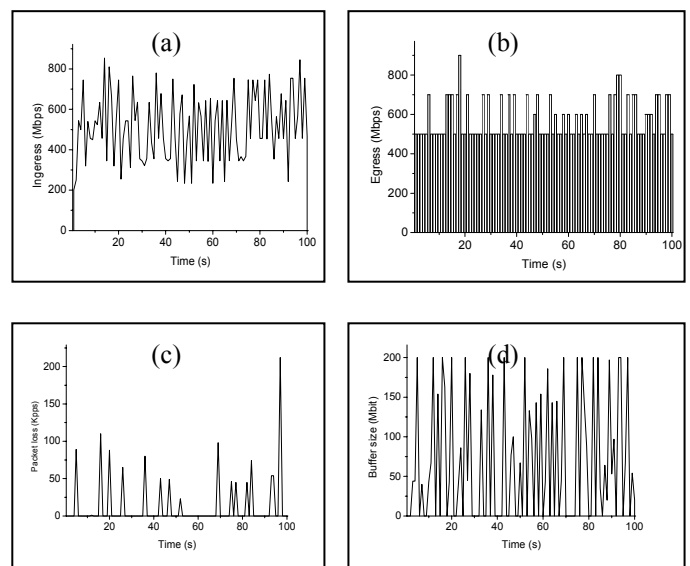 (a)
Ingeress (Mbps)
800
600
400
200
0
20 40 60 80 100
Time (s)
(b)
Egress (Mbps)
800
600
400
200
0
20 40 60 80 100
Time (s)
(c)
Packet loss (Kpps)
200
150
100
50
0
20 40 60 80 100
Time (s)
(d)
Buffer size (Mbit)
200
150
100
50
0
20 40 60 80 100
Time (s)